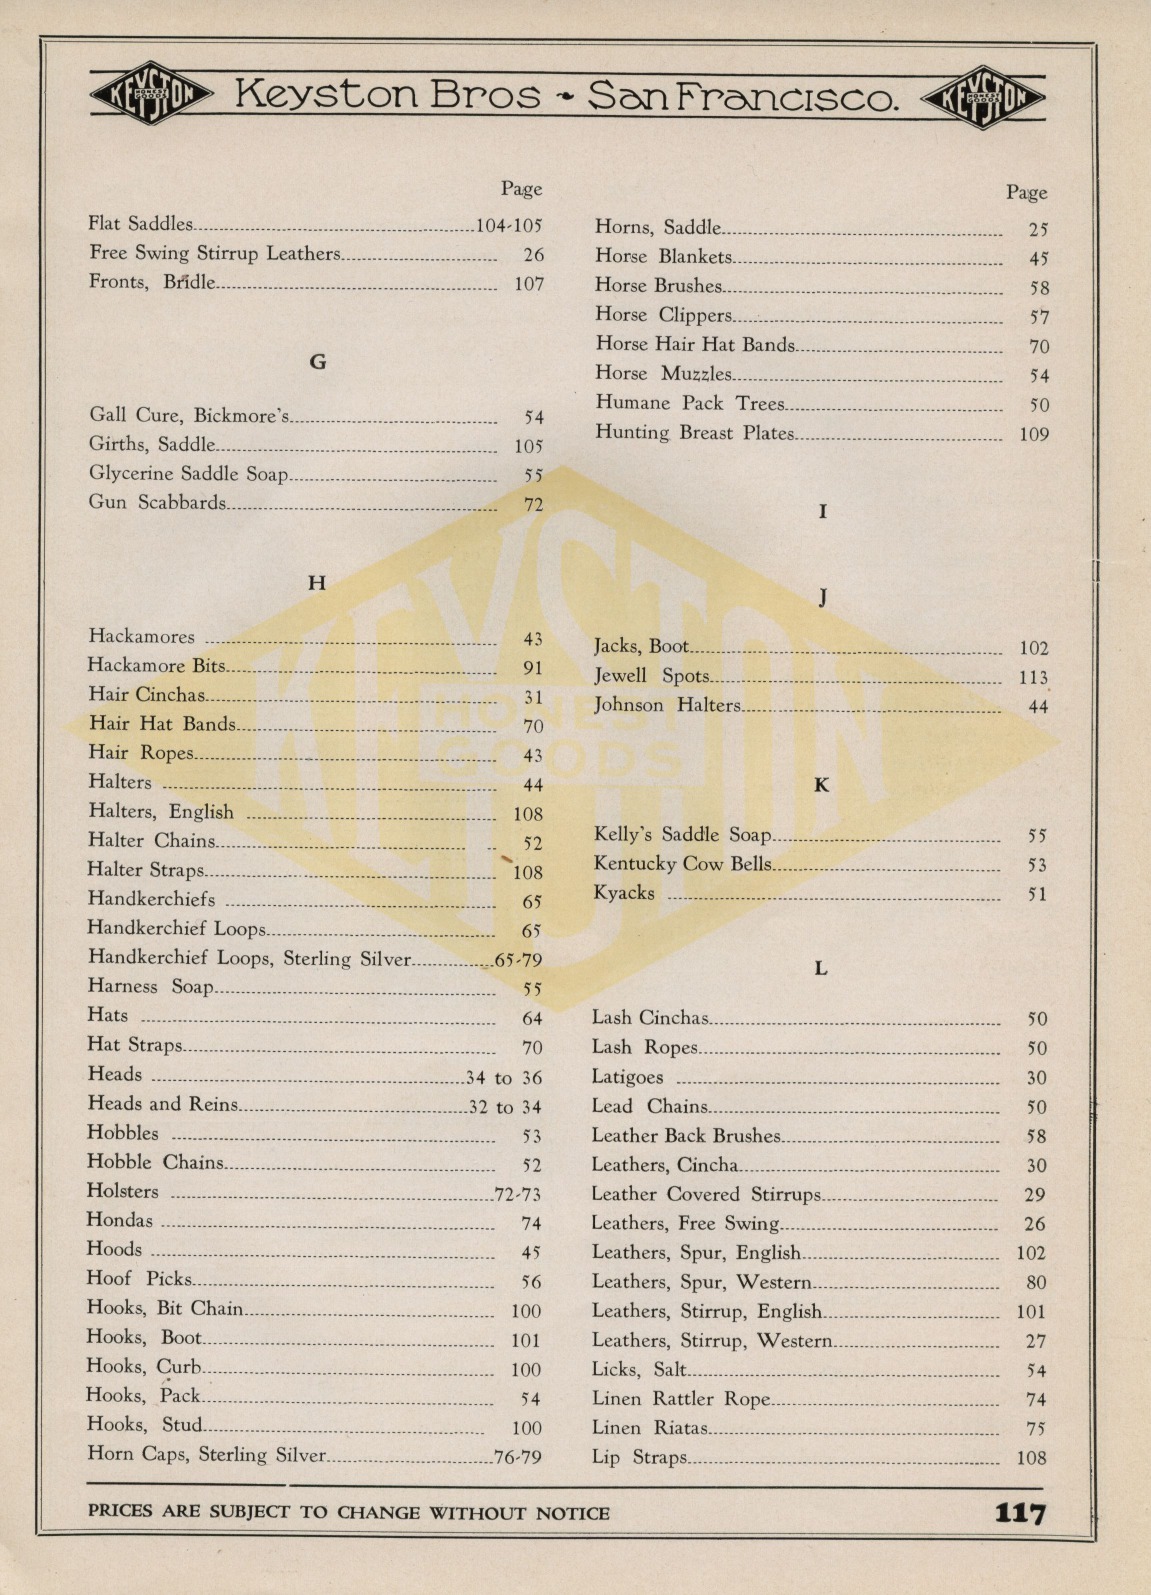 KEYSTON HONEST GOODS
Keyston Bros ~ San Francisco.
KEYSTON HONEST GOODS
Page
Flat Saddles 104-105
Free Swing Stirrup Leathers 26
Fronts, Bridle 107
G
Gall Cure, Bickmore's 54
Girths, Saddle 105
Glycerine Saddle Soap 55
Gun Scabbards 72
H
Hackamores 43
Hackamore Bits 91
Hair Cinchas 31
Hair Hat Bands 70
Hair Ropes 43
Halters 44
Halters, English 108
Halter Chains 52
Halter Straps 108
Handkerchiefs 65
Handkerchief Loops 65
Handkerchief Loops, Sterling Silver 65-79
Harness Soap 55
Hats 64
Hat Straps 70
Heads 34 to 36
Heads and Reins 32 to 34
Hobbles 53
Hobble Chains 52
Holsters 72-73
Hondas 74
Hoods 45
Hoof Picks 56
Hooks, Bit Chain 100
Hooks, Boot 101
Hooks, Curb 100
Hooks, Pack 54
Hooks, Stud 100
Horn Caps, Sterling Silver 76-79
Page
Horns, Saddle 25
Horse Blankets 45
Horse Brushes 58
Horse Clippers 57
Horse Hair Hat Bands 70
Horse Muzzles 54
Humane Pack Trees 50
Hunting Breast Plates 109
I
J
Jacks, Boot 102
Jewell Spots 113
Johnson Halters 44
K
Kelly's Saddle Soap 55
Kentucky Cow Bells 53
Kyacks 51
L
Lash Cinchas 50
Lash Ropes 50
Latigoes 30
Lead Chains 50
Leather Back Brushes 58
Leathers, Cincha 30
Leather Covered Stirrups 29
Leathers, Free Swing 26
Leathers, Spur, English 102
Leathers, Spur, Western 80
Leathers, Stirrup, English 101
Leathers, Stirrup, Western 27
Licks, Salt 54
Linen Rattler Rope 74
Linen Riatas 75
Lip Straps 108
KEYSTON
HONEST
GOODS
PRICES ARE SUBJECT TO CHANGE WITHOUT NOTICE
117